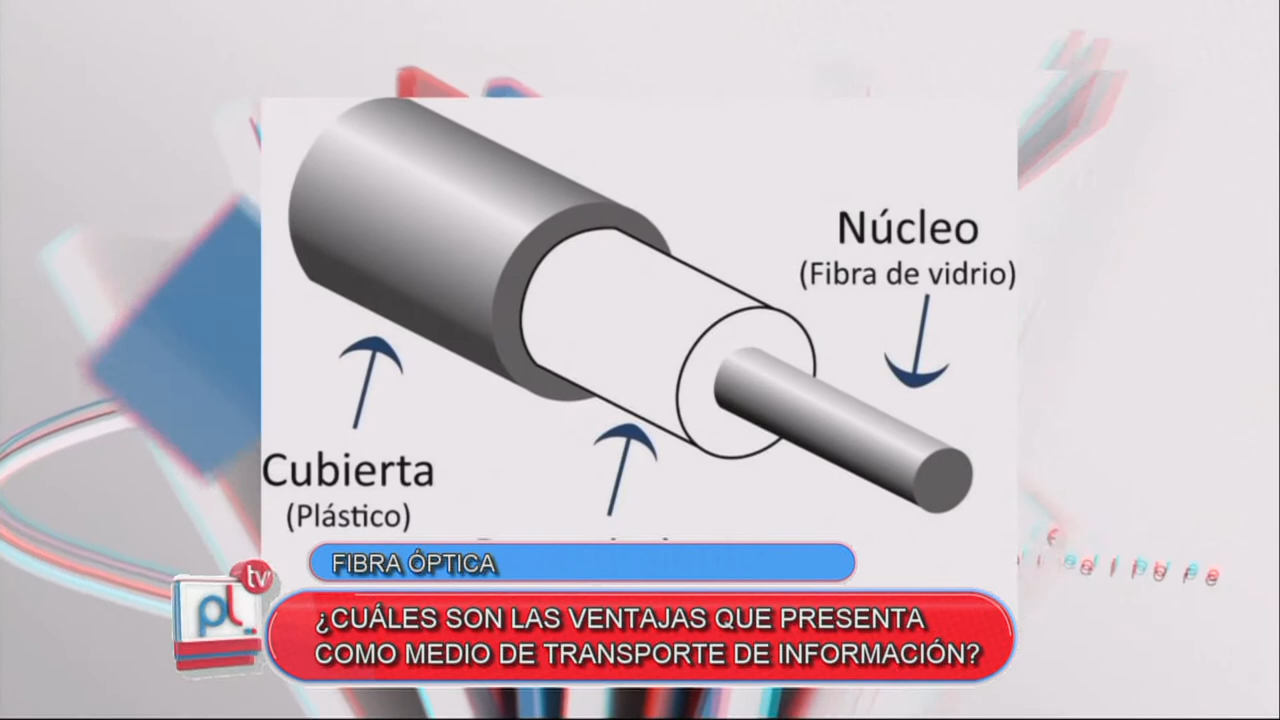 Núcleo
(Fibra de vidrio)
Cubierta
(Plástico)
FIBRA ÓPTICA
tv
pl
¿CUÁLES SON LAS VENTAJAS QUE PRESENTA
COMO MEDIO DE TRANSPORTE DE INFORMACIÓN?